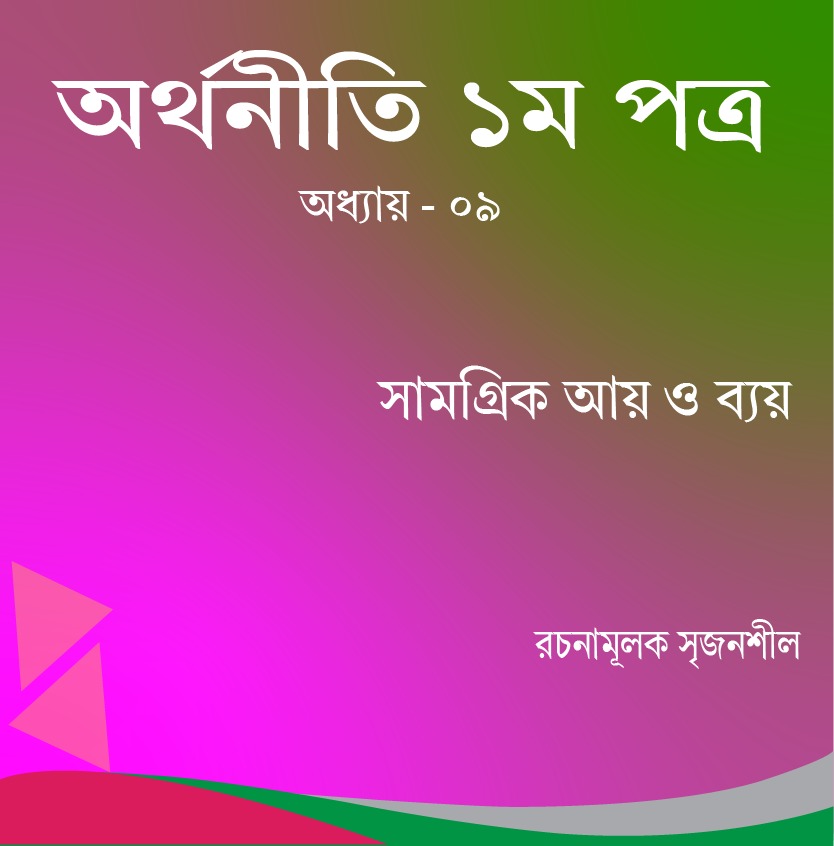 অর্থনীতি ১ম পত্র
অধ্যায় - ০৯
সামগ্রিক আয় ও ব্যয়
রচনামূলক সৃজনশীল